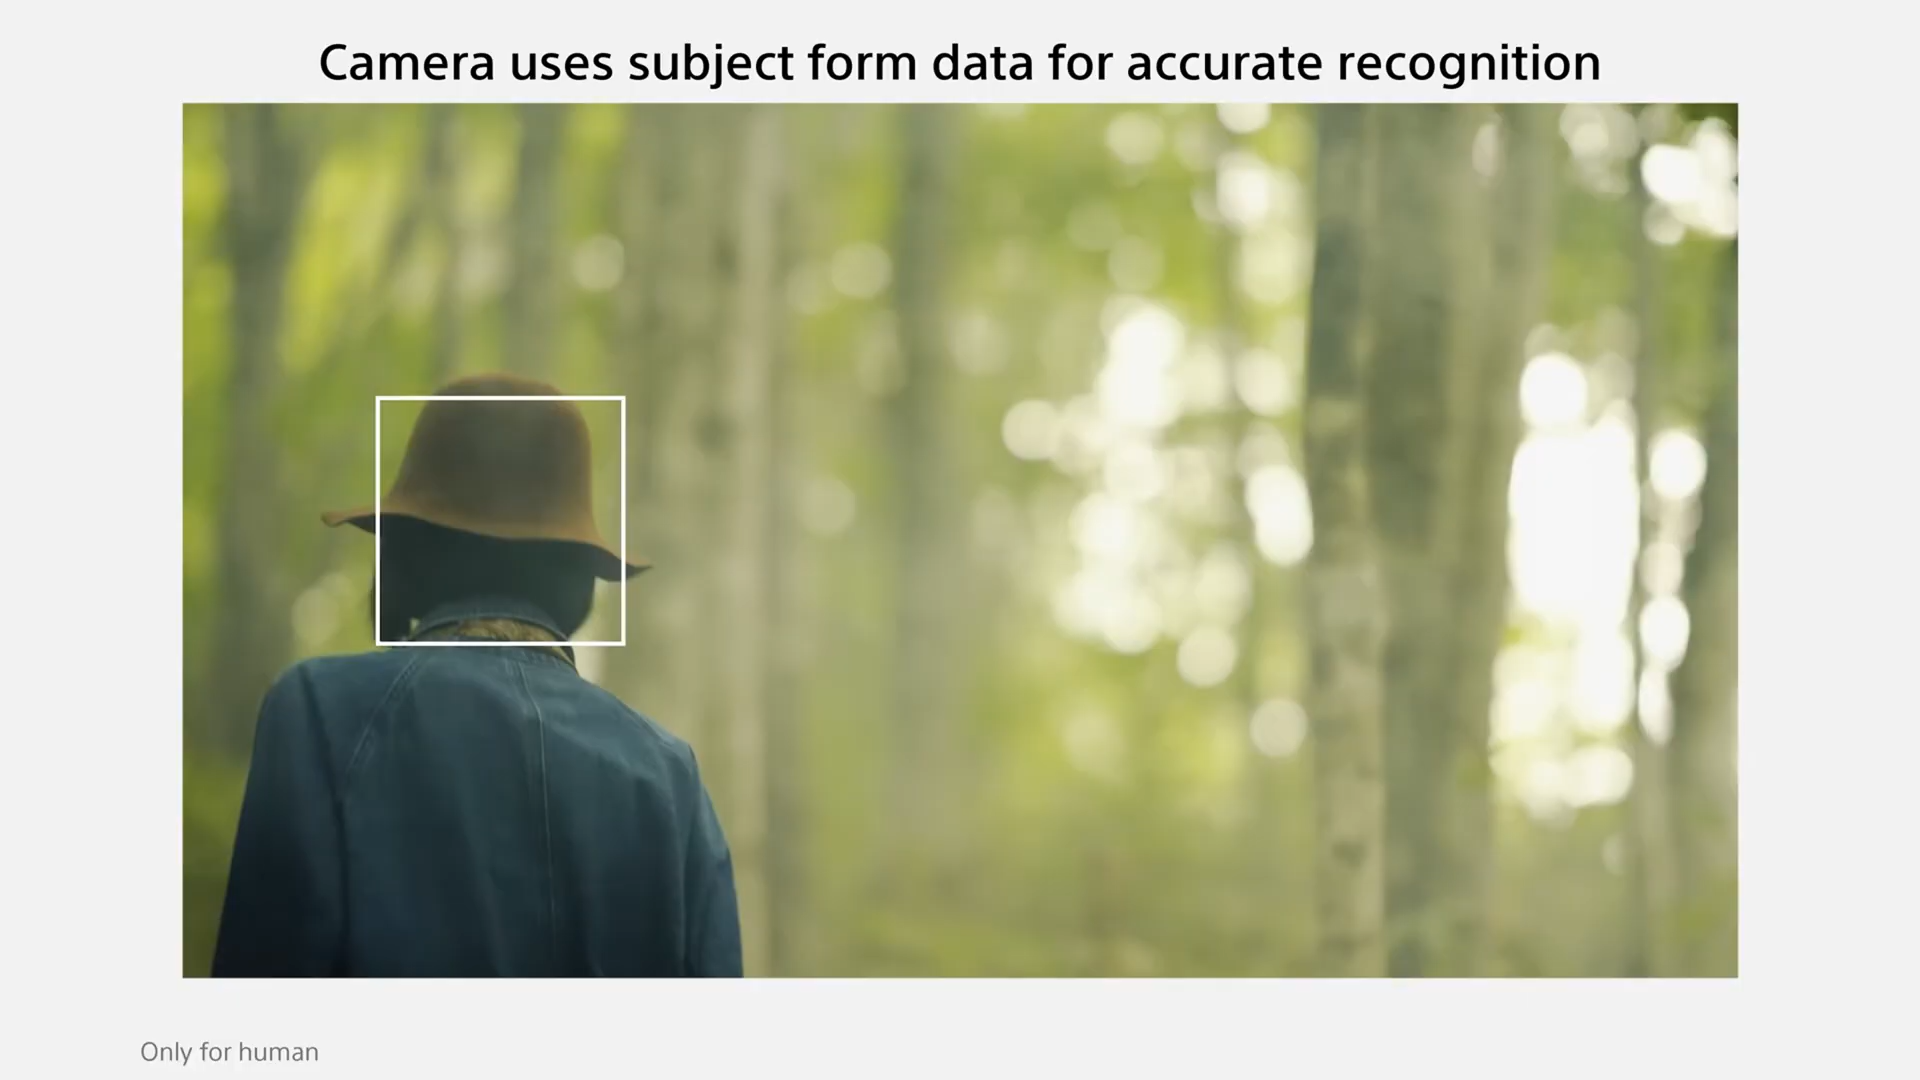 Camera uses subject form data for accurate recognition
Only for human